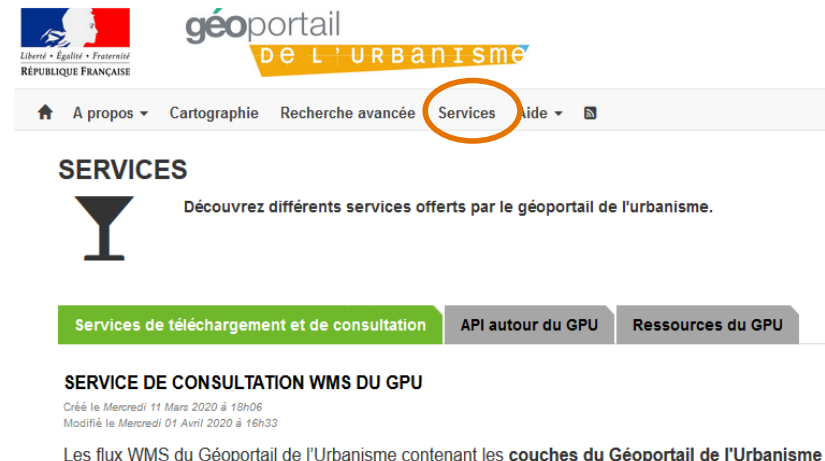 géoportail
DE L'URBANISME
Liberté • Égalité • Fraternité
RÉPUBLIQUE FRANÇAISE
A propos Cartographie Recherche avancée Services Aide
SERVICES
Découvrez différents services offerts par le géoportail de l'urbanisme.
Services de téléchargement et de consultation API autour du GPU Ressources du GPU
SERVICE DE CONSULTATION WMS DU GPU
Créé le Mercredi 11 Mars 2020 à 18h06
Modifié le Mercredi 01 Avril 2020 à 16h33
Les flux WMS du Géoportail de l'Urbanisme contenant les couches du Géoportail de l'Urbanisme